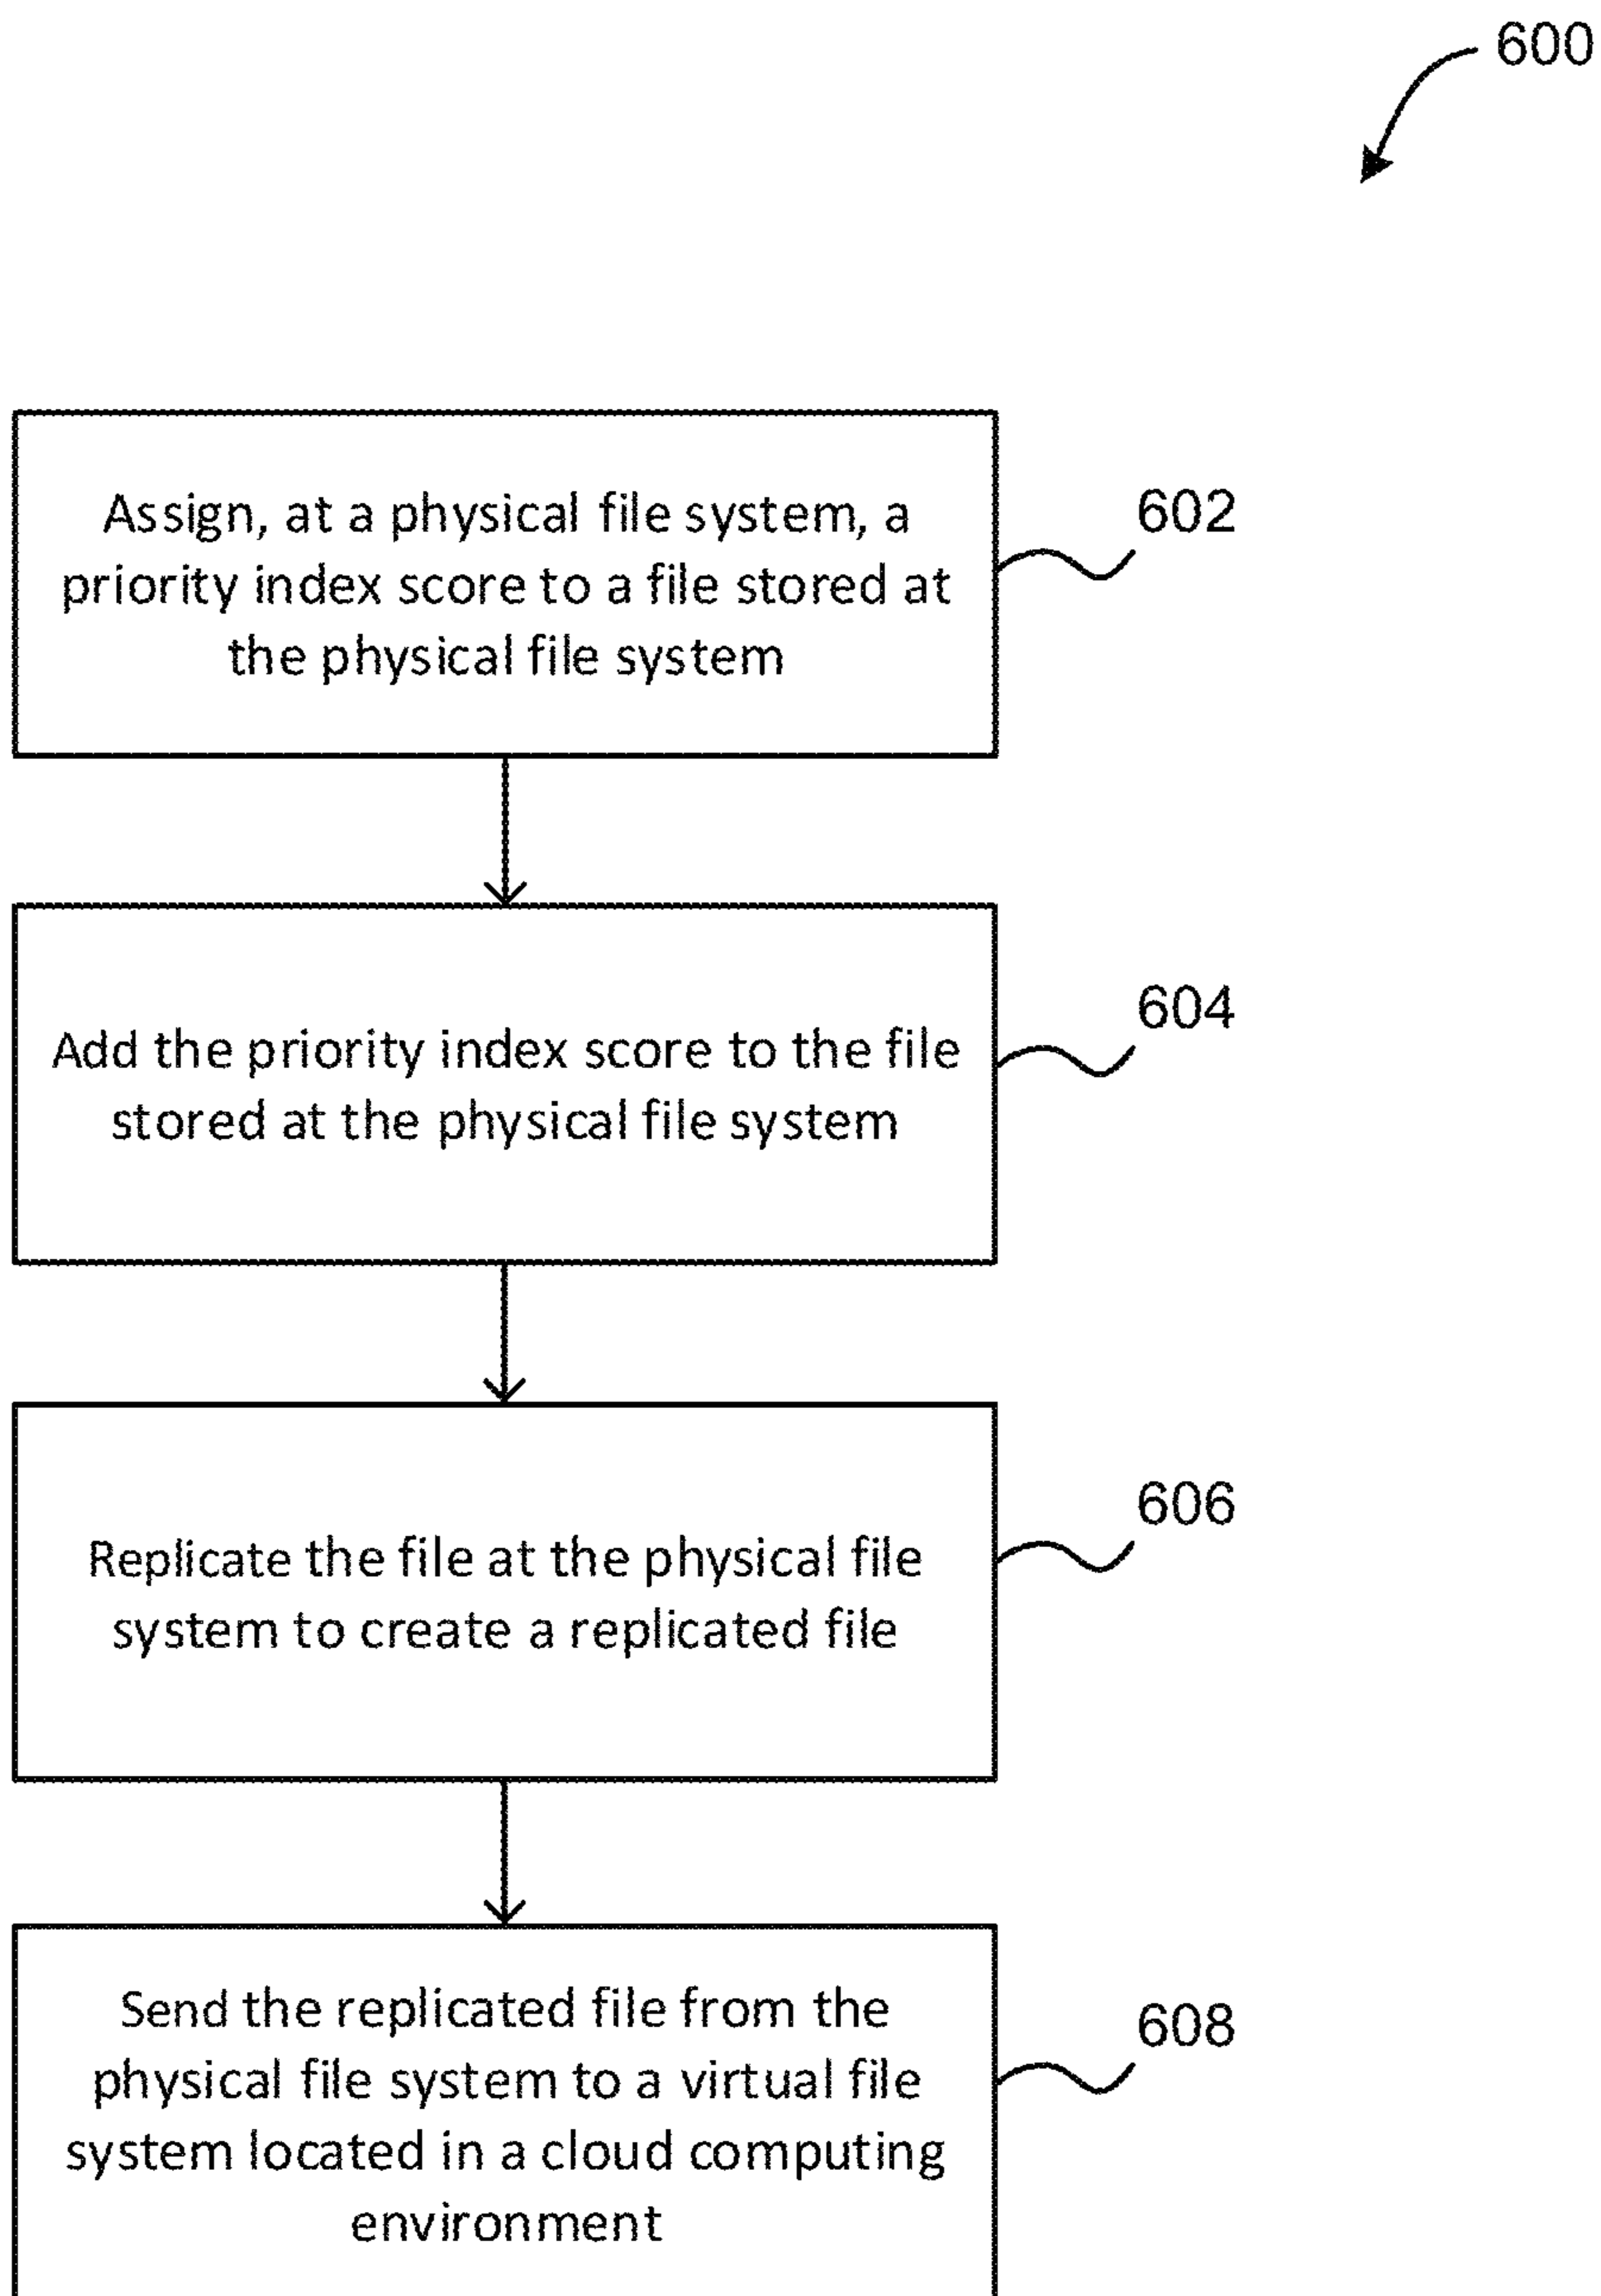 600
Assign, at a physical file system, a
priority index score to a file stored at
the physical file system
602
Add the priority index score to the file
stored at the physical file system
604
Replicate the file at the physical file
system to create a replicated file
606
Send the replicated file from the
physical file system to a virtual file
system located in a cloud computing
environment
608